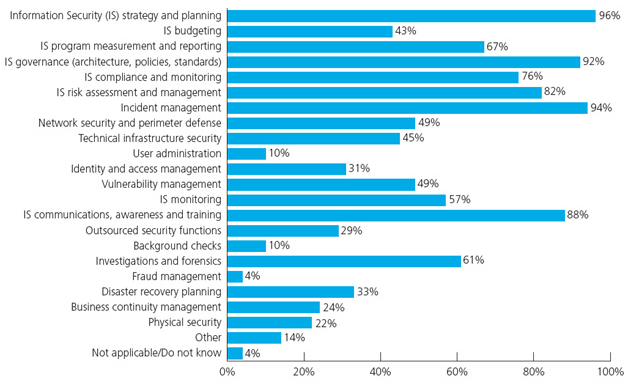 Information Security (IS) strategy and planning 96%
IS budgeting 43%
IS program measurement and reporting 67%
IS governance (architecture, policies, standards) 92%
IS compliance and monitoring 76%
IS risk assessment and management 82%
Incident management 94%
Network security and perimeter defense 49%
Technical infrastructure security 45%
User administration 10%
Identity and access management 31%
Vulnerability management 49%
IS monitoring 57%
IS communications, awareness and training 88%
Outsourced security functions 29%
Background checks 10%
Investigations and forensics 61%
Fraud management 4%
Disaster recovery planning 33%
Business continuity management 24%
Physical security 22%
Other 14%
Not applicable/Do not know 4%
0% 20% 40% 60% 80% 100%